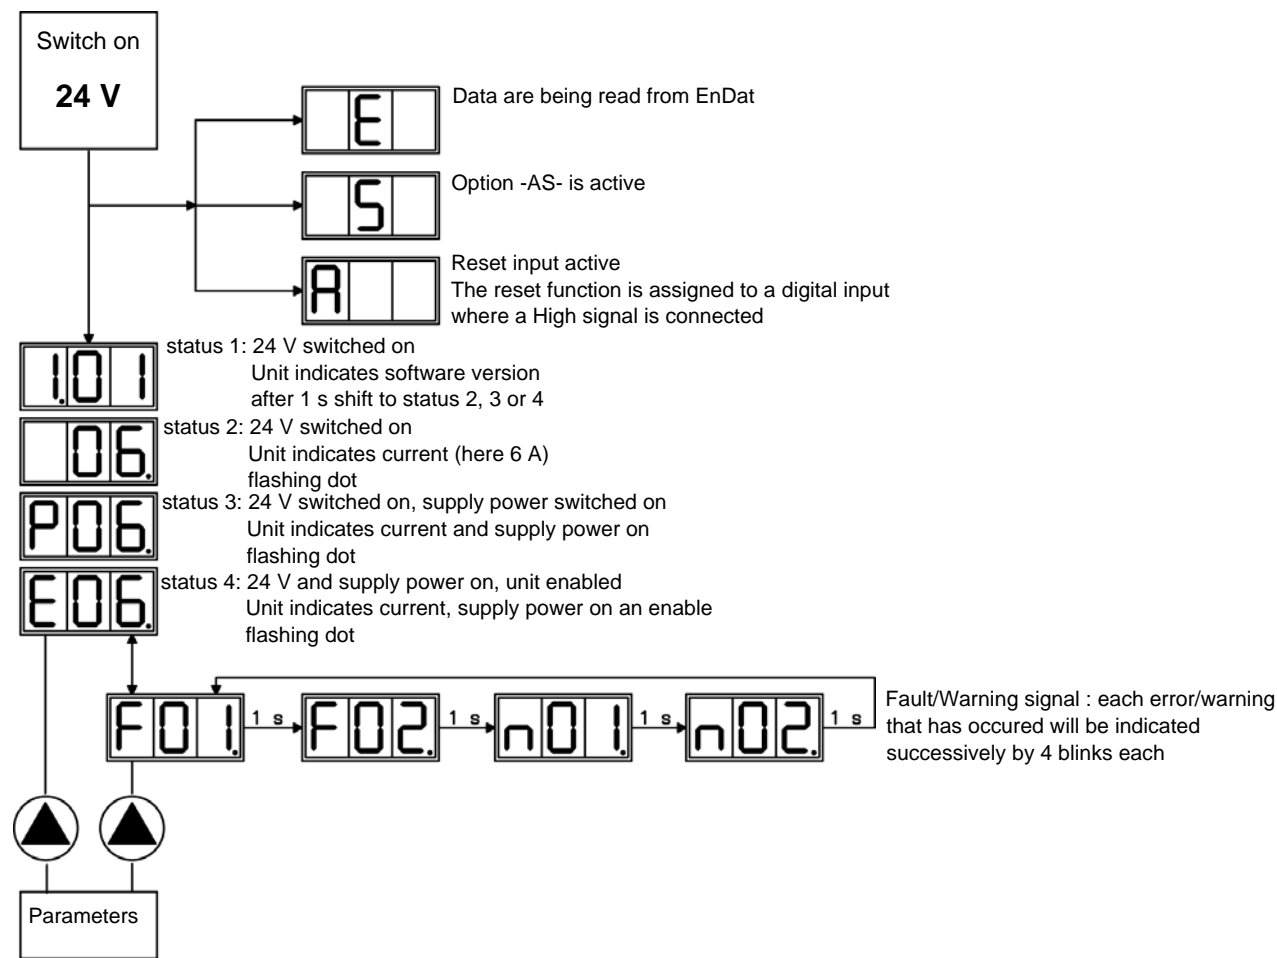 Switch on
24 V
E
Data are being read from EnDat
S
Option -AS- is active
A
Reset input active
The reset function is assigned to a digital input
where a High signal is connected
1.01
status 1: 24 V switched on
Unit indicates software version
after 1 s shift to status 2, 3 or 4
06.
status 2: 24 V switched on
Unit indicates current (here 6 A)
flashing dot
P06.
status 3: 24 V switched on, supply power switched on
Unit indicates current and supply power on
flashing dot
E06.
status 4: 24 V and supply power on, unit enabled
Unit indicates current, supply power on an enable
flashing dot
F01. 1 s F02. 1 s n01. 1 s n02. 1 s
Fault/Warning signal : each error/warning
that has occured will be indicated
successively by 4 blinks each
Parameters